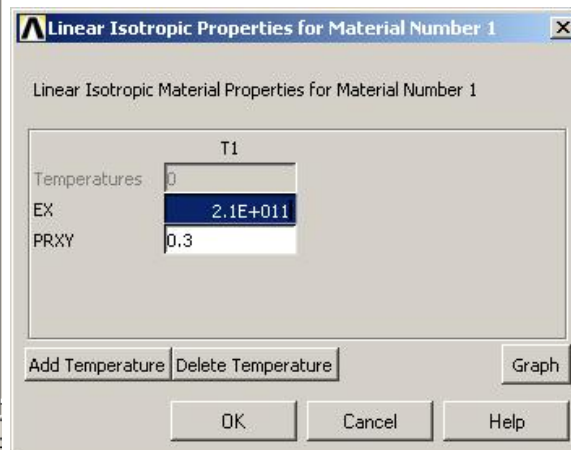 Linear Isotropic Properties for Material Number 1
Linear Isotropic Material Properties for Material Number 1
T1
Temperatures 0
EX 2.1E+011
PRXY 0.3
Add Temperature Delete Temperature Graph
OK Cancel Help